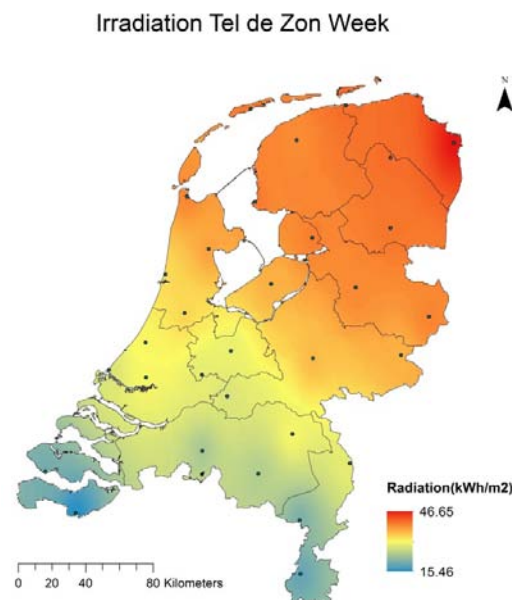 Irradiation Tel de Zon Week
N
Radiation(kWh/m2)
46.65
15.46
0 20 40 80 Kilometers